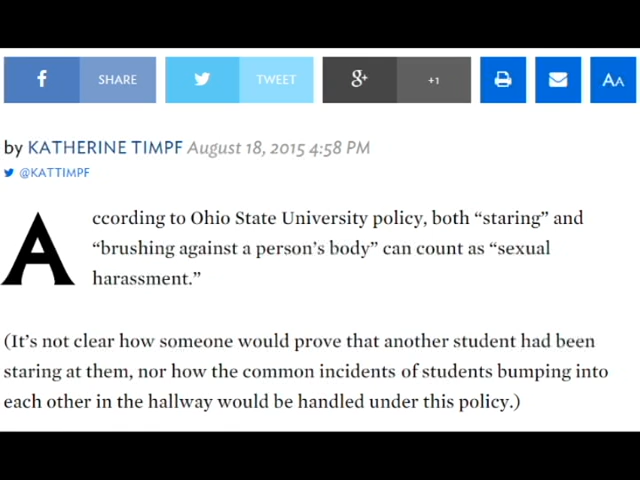 f SHARE TWEET g+ +1 AA
by KATHERINE TIMPF August 18, 2015 4:58 PM
@KATTIMPF
According to Ohio State University policy, both “staring” and
“brushing against a person’s body” can count as “sexual
harassment.”
(It’s not clear how someone would prove that another student had been
staring at them, nor how the common incidents of students bumping into
each other in the hallway would be handled under this policy.)